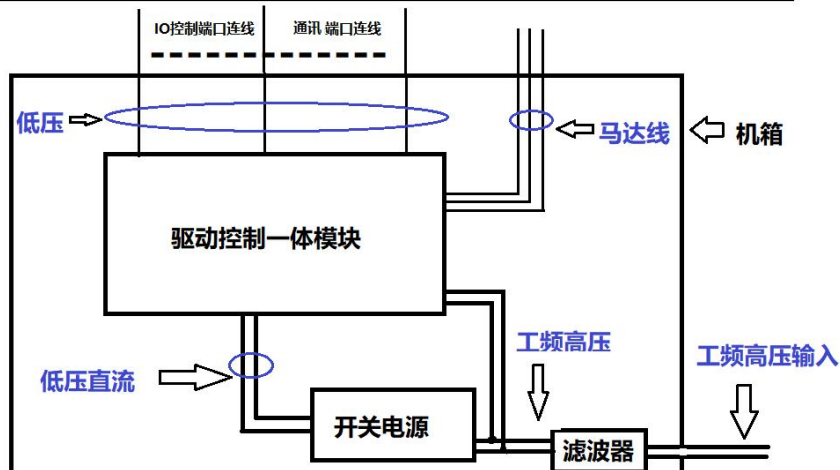 IO控制端口连线
通讯 端口连线
低压
马达线
机箱
驱动控制一体模块
工频高压
工频高压输入
低压直流
开关电源
滤波器